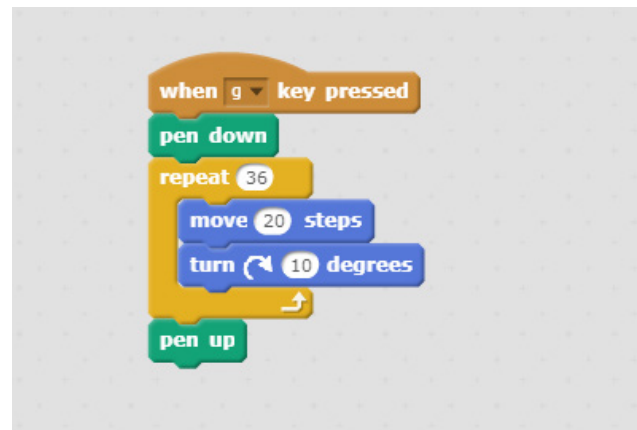 when g key pressed
pen down
repeat 36
move 20 steps
turn 10 degrees
pen up